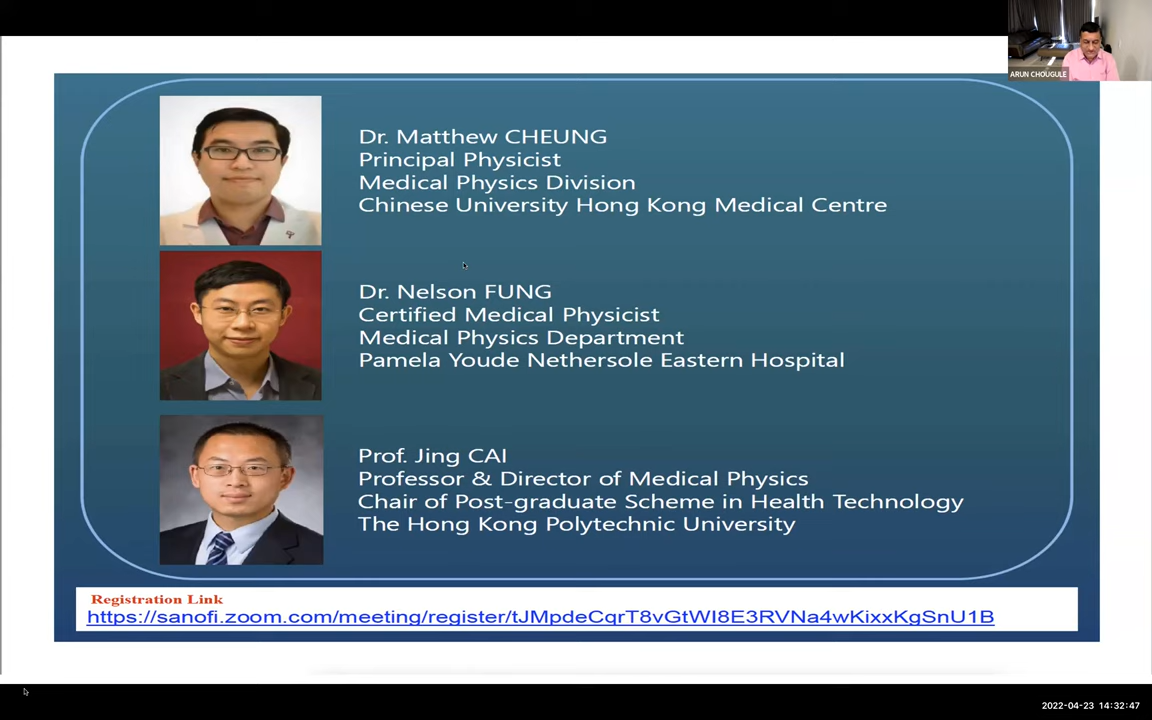 ARUN CHOUGULE
Dr. Matthew CHEUNG
Principal Physicist
Medical Physics Division
Chinese University Hong Kong Medical Centre
Dr. Nelson FUNG
Certified Medical Physicist
Medical Physics Department
Pamela Youde Nethersole Eastern Hospital
Prof. Jing CAI
Professor & Director of Medical Physics
Chair of Post-graduate Scheme in Health Technology
The Hong Kong Polytechnic University
Registration Link
https://sanofi.zoom.com/meeting/register/tJMpdeCqrT8vGtWI8E3RVNa4wKixxKgSnU1B
2022-04-23 14:32:47